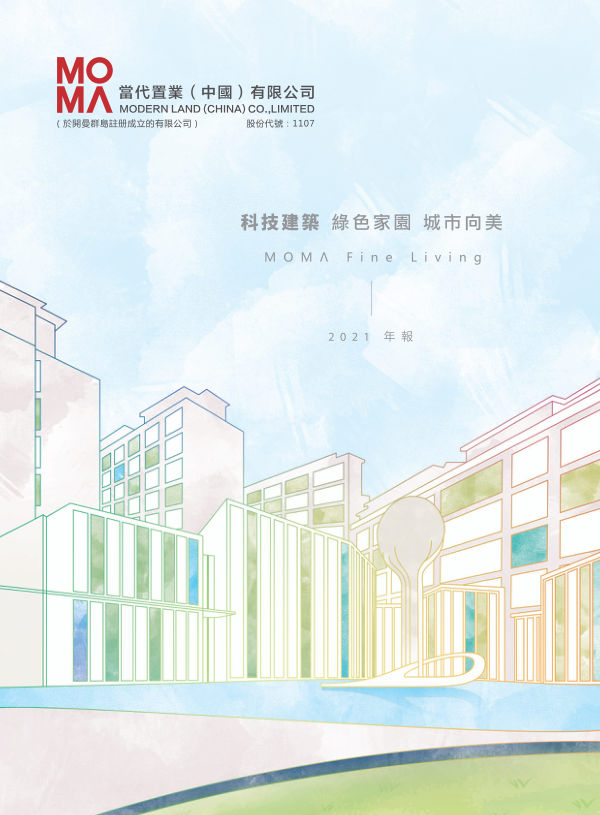 MO
MA
當代置業（中國）有限公司
MODERN LAND (CHINA) CO.,LIMITED
（於開曼群島註册成立的有限公司） 股份代號：1107
科技建築 綠色家園 城市向美
MOMΛ Fine Living
2021 年報